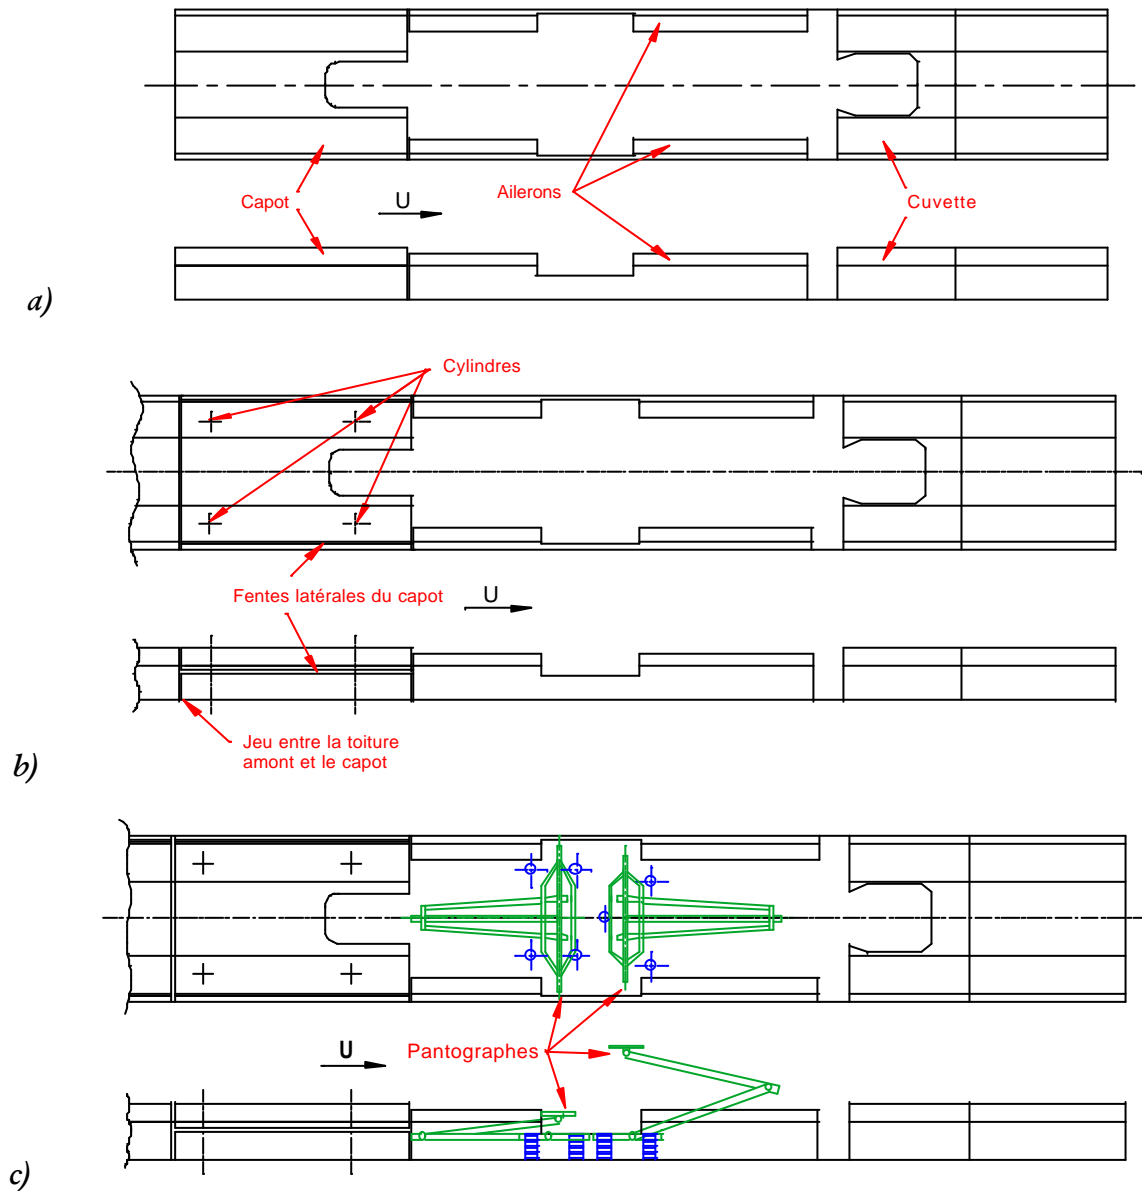 Capot
U
Ailerons
Cuvette
a)
Cylindres
Fentes latérales du capot
U
Jeu entre la toiture
amont et le capot
b)
U
Pantographes
c)